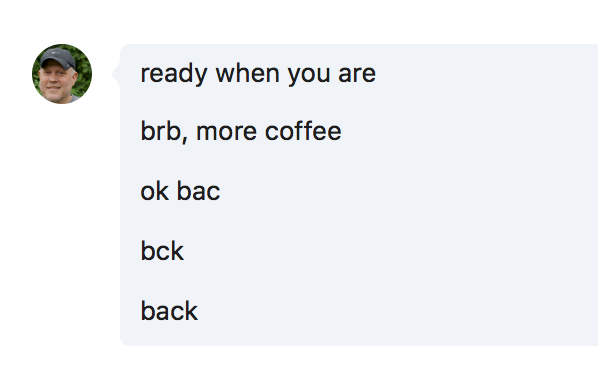 ready when you are
brb, more coffee
ok bac
bck
back